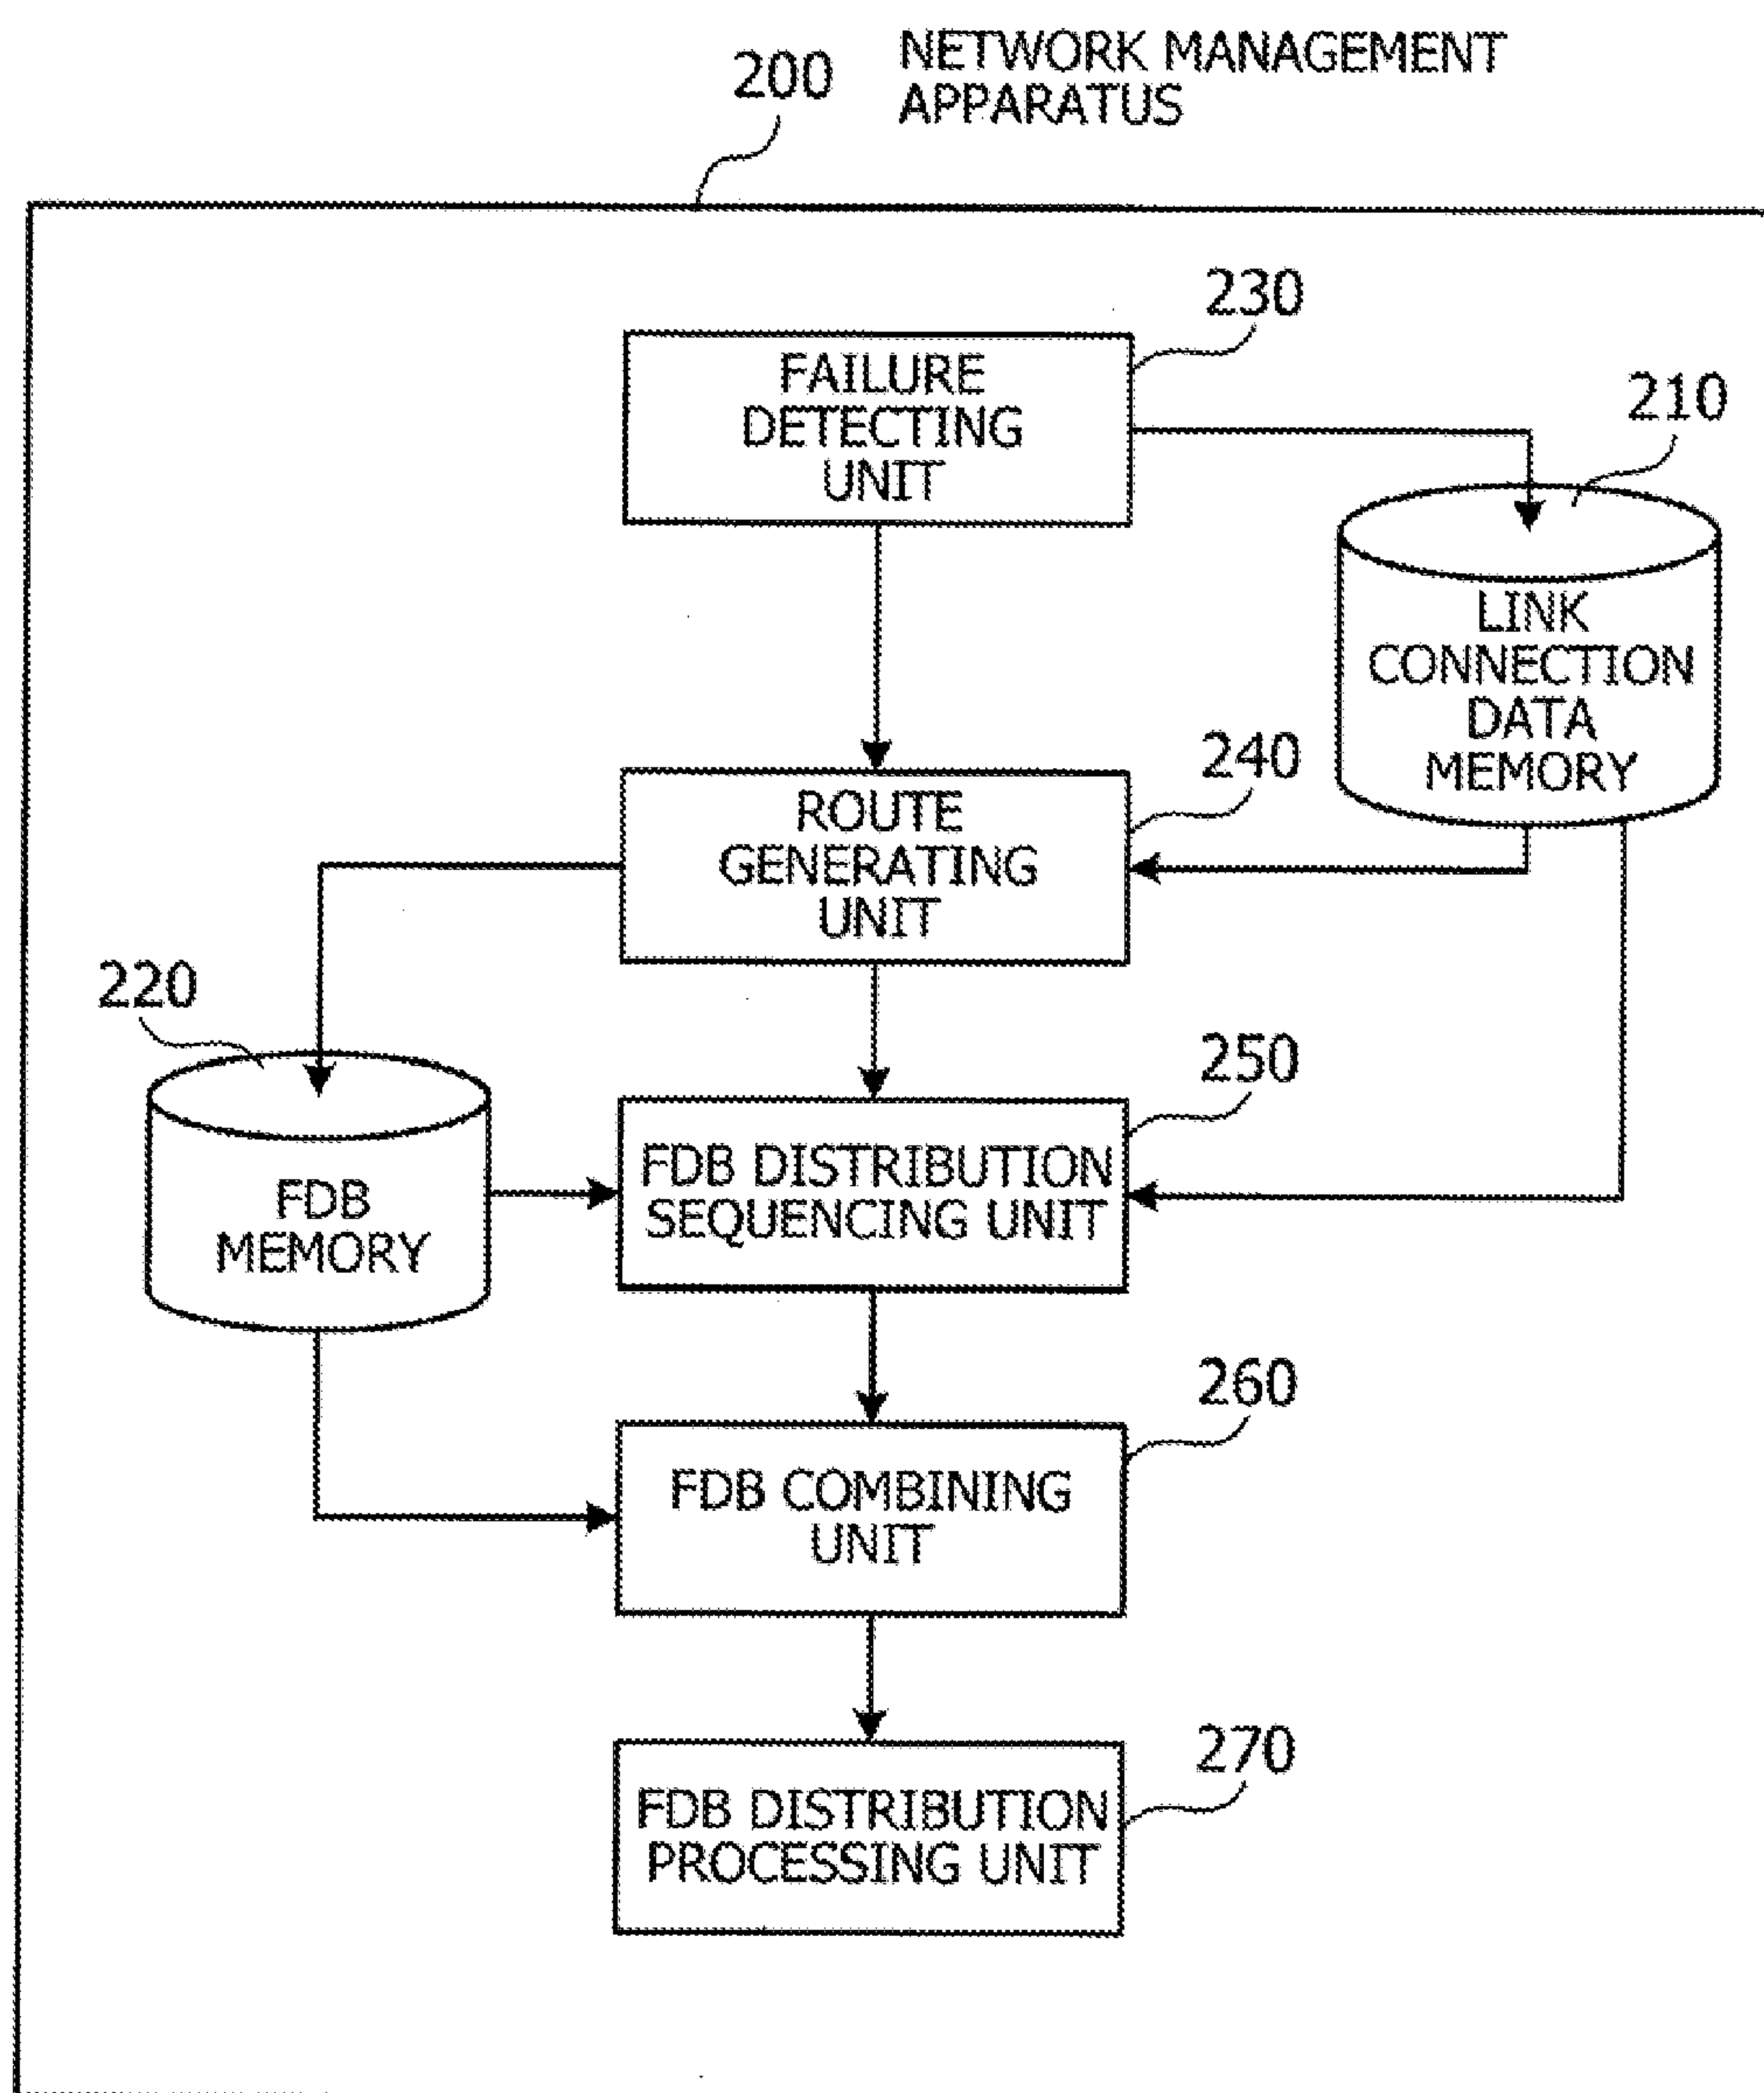 NETWORK MANAGEMENT
APPARATUS
200
230
FAILURE
DETECTING
UNIT
210
LINK
CONNECTION
DATA
MEMORY
240
ROUTE
GENERATING
UNIT
220
FDB
MEMORY
250
FDB DISTRIBUTION
SEQUENCING UNIT
260
FDB COMBINING
UNIT
270
FDB DISTRIBUTION
PROCESSING UNIT